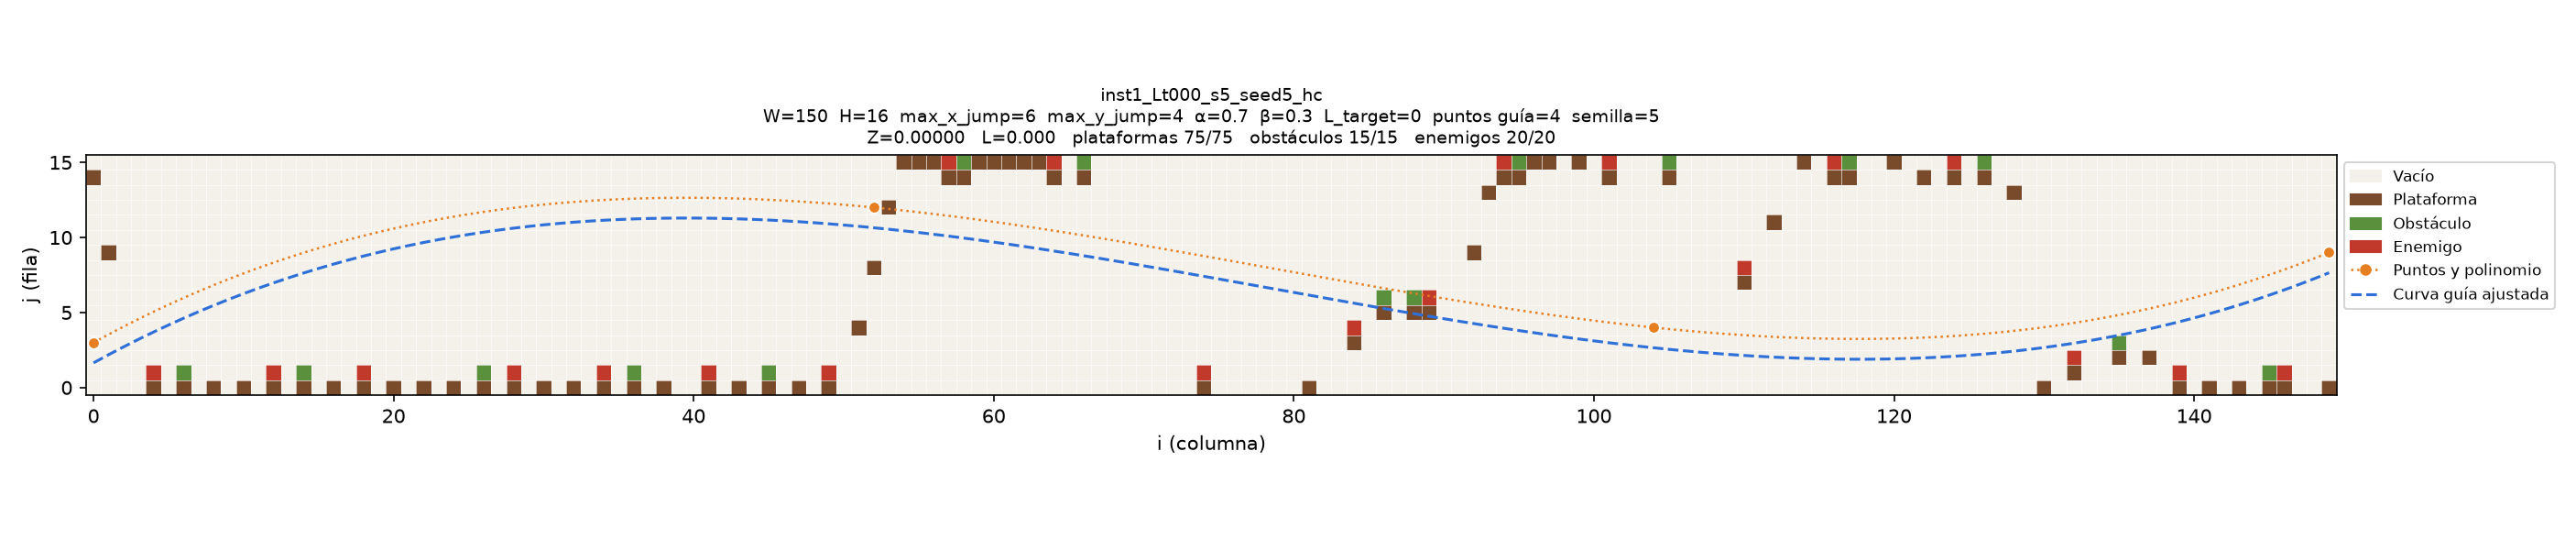 inst1_Lt000_s5_seed5_hc
W=150 H=16 max_x_jump=6 max_y_jump=4 α=0.7 β=0.3 L_target=0 puntos guía=4 semilla=5
Z=0.00000 L=0.000 plataformas 75/75 obstáculos 15/15 enemigos 20/20
15
10
5
0
j (fila)
0 20 40 60 80 100 120 140
i (columna)
Vacío
Plataforma
Obstáculo
Enemigo
Puntos y polinomio
Curva guía ajustada